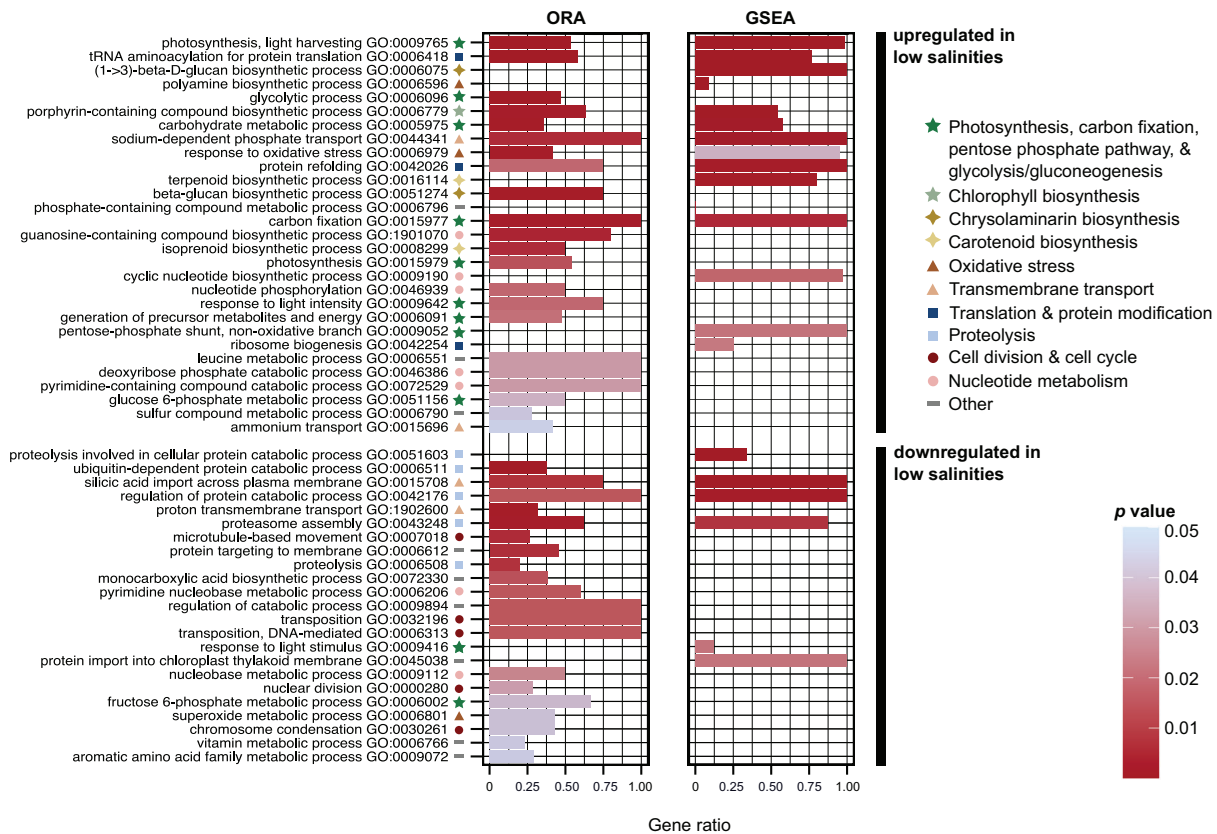 ORA
GSEA
photosynthesis, light harvesting GO:0009765
tRNA aminoacylation for protein translation GO:0006418
(1->3)-beta-D-glucan biosynthetic process GO:0006075
polyamine biosynthetic process GO:0006596
glycolytic process GO:0006096
porphyrin-containing compound biosynthetic process GO:0006779
carbohydrate metabolic process GO:0005975
sodium-dependent phosphate transport GO:0044341
response to oxidative stress GO:0006979
protein refolding GO:0042026
terpenoid biosynthetic process GO:0016114
beta-glucan biosynthetic process GO:0051274
phosphate-containing compound metabolic process GO:0006796
carbon fixation GO:0015977
guanosine-containing compound biosynthetic process GO:1901070
isoprenoid biosynthetic process GO:0008299
photosynthesis GO:0015979
cyclic nucleotide biosynthetic process GO:0009190
nucleotide phosphorylation GO:0046939
response to light intensity GO:0009642
generation of precursor metabolites and energy GO:0006091
pentose-phosphate shunt, non-oxidative branch GO:0009052
ribosome biogenesis GO:0042254
leucine metabolic process GO:0006551
deoxyribose phosphate catabolic process GO:0046386
pyrimidine-containing compound catabolic process GO:0072529
glucose 6-phosphate metabolic process GO:0051156
sulfur compound metabolic process GO:0006790
ammonium transport GO:0015696
proteolysis involved in cellular protein catabolic process GO:0051603
ubiquitin-dependent protein catabolic process GO:0006511
silicic acid import across plasma membrane GO:0015708
regulation of protein catabolic process GO:0042176
proton transmembrane transport GO:1902600
proteasome assembly GO:0043248
microtubule-based movement GO:0007018
protein targeting to membrane GO:0006612
proteolysis GO:0006508
monocarboxylic acid biosynthetic process GO:0072330
pyrimidine nucleobase metabolic process GO:0006206
regulation of catabolic process GO:0009894
transposition GO:0032196
transposition, DNA-mediated GO:0006313
response to light stimulus GO:0009416
protein import into chloroplast thylakoid membrane GO:0045038
nucleobase metabolic process GO:0009112
nuclear division GO:0000280
fructose 6-phosphate metabolic process GO:0006002
superoxide metabolic process GO:0006801
chromosome condensation GO:0030261
vitamin metabolic process GO:0006766
aromatic amino acid family metabolic process GO:0009072
0 0.25 0.50 0.75 1.00
0 0.25 0.50 0.75 1.00
Gene ratio
upregulated in
low salinities
Photosynthesis, carbon fixation,
pentose phosphate pathway, &
glycolysis/gluconeogenesis
Chlorophyll biosynthesis
Chrysolaminarin biosynthesis
Carotenoid biosynthesis
Oxidative stress
Transmembrane transport
Translation & protein modification
Proteolysis
Cell division & cell cycle
Nucleotide metabolism
Other
downregulated in
low salinities
p value
0.05
0.04
0.03
0.02
0.01